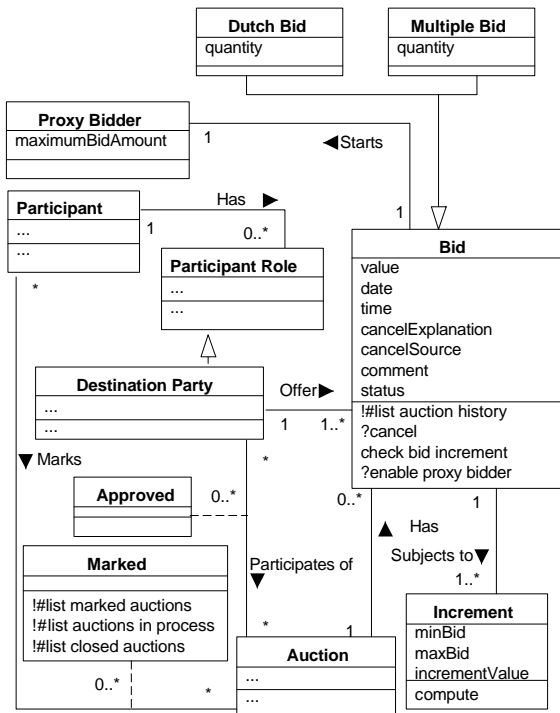 Dutch Bid
quantity
Multiple Bid
quantity
Proxy Bidder
maximumBidAmount
1
◄Starts
1
Participant
...
...
Has ►
1
0..*
Participant Role
...
...
Bid
value
date
time
cancelExplanation
cancelSource
comment
status
!#list auction history
?cancel
check bid increment
?enable proxy bidder
*
Destination Party
...
...
Offer►
1
1..*
▼ Marks
*
0..*
1
Approved
0..*
▲ Has
Subjects to▼
1..*
Marked
!#list marked auctions
!#list auctions in process
!#list closed auctions
Participates of
▼
*
1
Increment
minBid
maxBid
incrementValue
compute
Auction
...
...
0..*
*